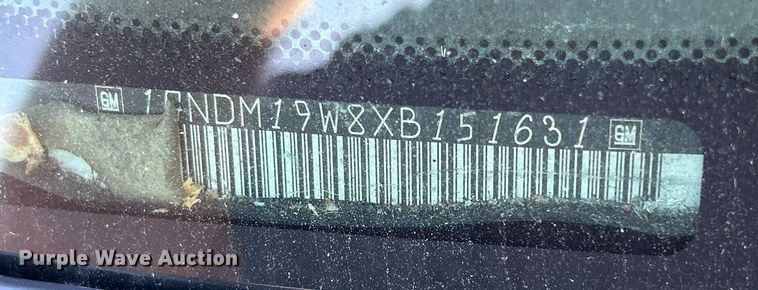 GM 1GNDM19W8XB151631 GM
Purple Wave Auction